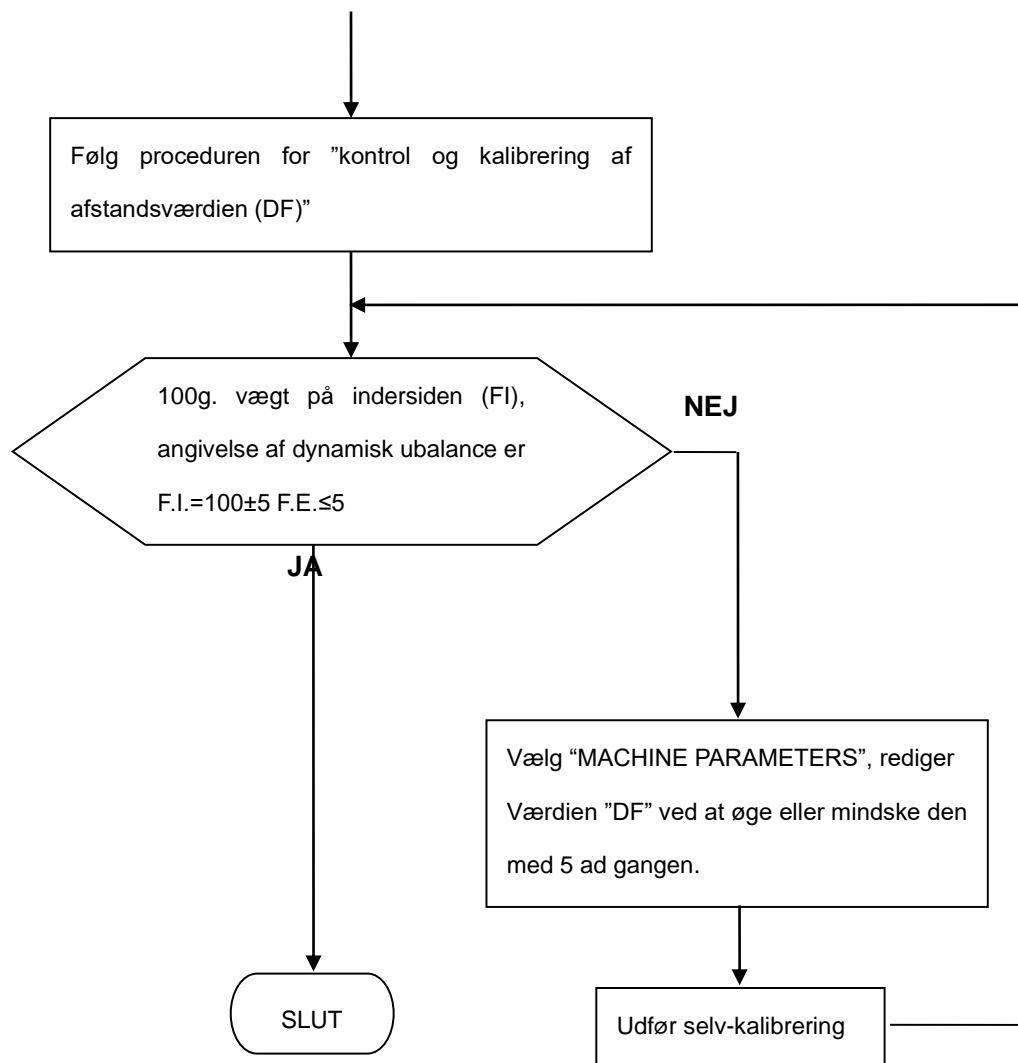 Følg proceduren for ”kontrol og kalibrering af
afstandsværdien (DF)”
100g. vægt på indersiden (FI),
angivelse af dynamisk ubalance er
F.I.=100±5 F.E.≤5
NEJ
JA
Vælg “MACHINE PARAMETERS”, rediger
Værdien ”DF” ved at øge eller mindske den
med 5 ad gangen.
SLUT
Udfør selv-kalibrering